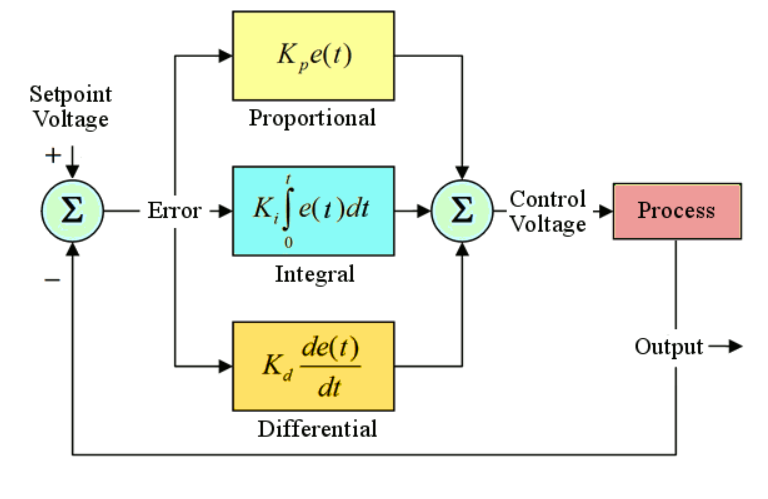 K_p e(t)
Proportional
Setpoint
Voltage
+
Σ
Error
K_i ∫_0^t e(t)dt
Integral
Σ
Control
Voltage
Process
−
K_d de(t)/dt
Differential
Output